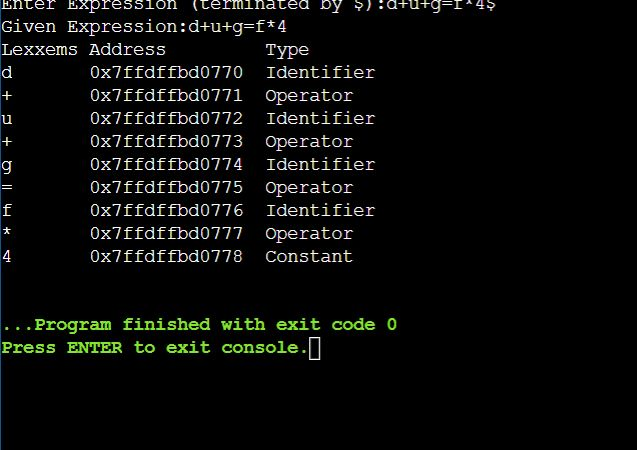 Enter Expression (terminated by $):d+u+g=f*4$
Given Expression:d+u+g=f*4
Lexxems Address Type
d 0x7ffdffbd0770 Identifier
+ 0x7ffdffbd0771 Operator
u 0x7ffdffbd0772 Identifier
+ 0x7ffdffbd0773 Operator
g 0x7ffdffbd0774 Identifier
= 0x7ffdffbd0775 Operator
f 0x7ffdffbd0776 Identifier
* 0x7ffdffbd0777 Operator
4 0x7ffdffbd0778 Constant
...Program finished with exit code 0
Press ENTER to exit console.